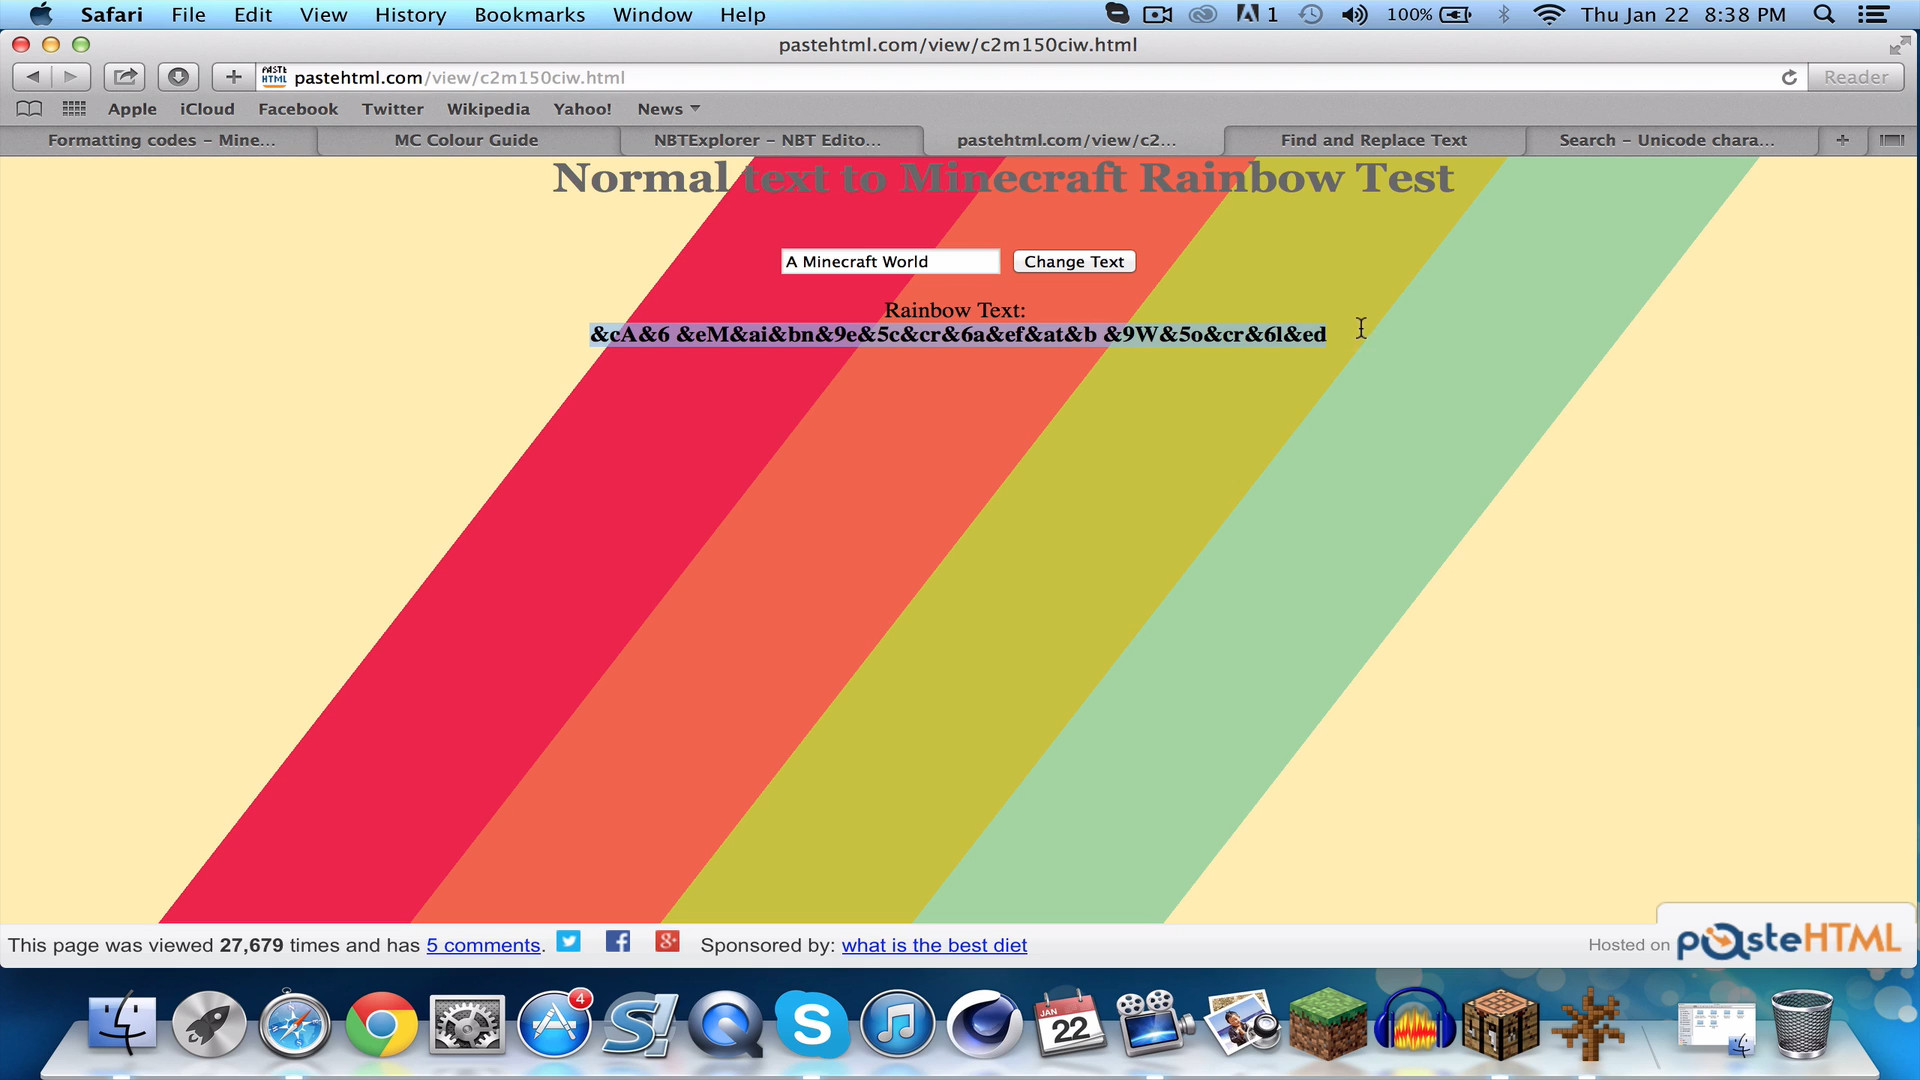 Safari File Edit View History Bookmarks Window Help 1 100% Thu Jan 22 8:38 PM
pastehtml.com/view/c2m150ciw.html
PASTE HTML pastehtml.com/view/c2m150ciw.html Reader
Apple iCloud Facebook Twitter Wikipedia Yahoo! News
Formatting codes – Mine... MC Colour Guide NBTExplorer – NBT Edito... pastehtml.com/view/c2... Find and Replace Text Search – Unicode chara...
Normal text to Minecraft Rainbow Test
A Minecraft World Change Text
Rainbow Text:
&cA&6 &eM&ai&bn&9e&5c&cr&6a&ef&at&b &9W&5o&cr&6l&ed
This page was viewed 27,679 times and has 5 comments. Sponsored by: what is the best diet Hosted on pasteHTML
4
JAN
22